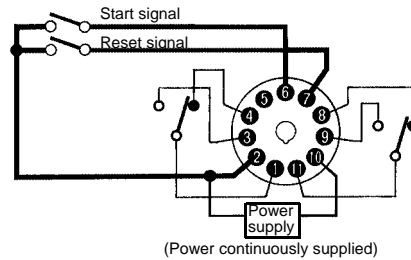 Start signal
Reset signal
6
5
7
4
8
3
9
2
10
1
11
Power
supply
(Power continuously supplied)